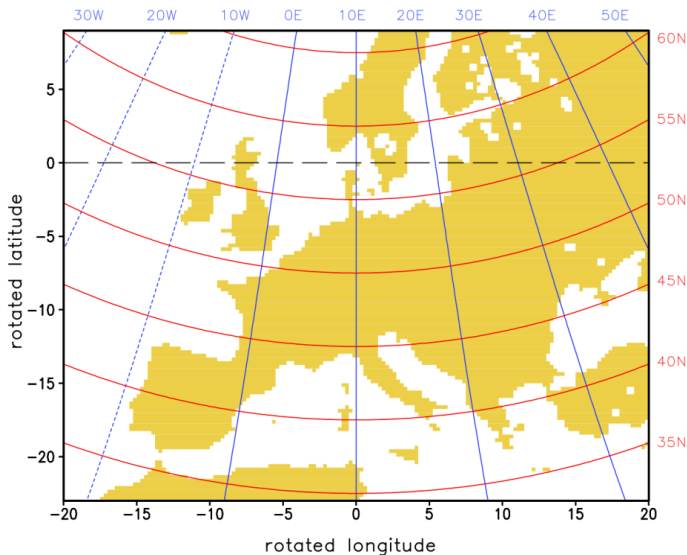 30W 20W 10W 0E 10E 20E 30E 40E 50E
60N
5
55N
0
50N
−5
45N
−10
40N
−15
35N
−20
−20 −15 −10 −5 0 5 10 15 20
rotated latitude
rotated longitude